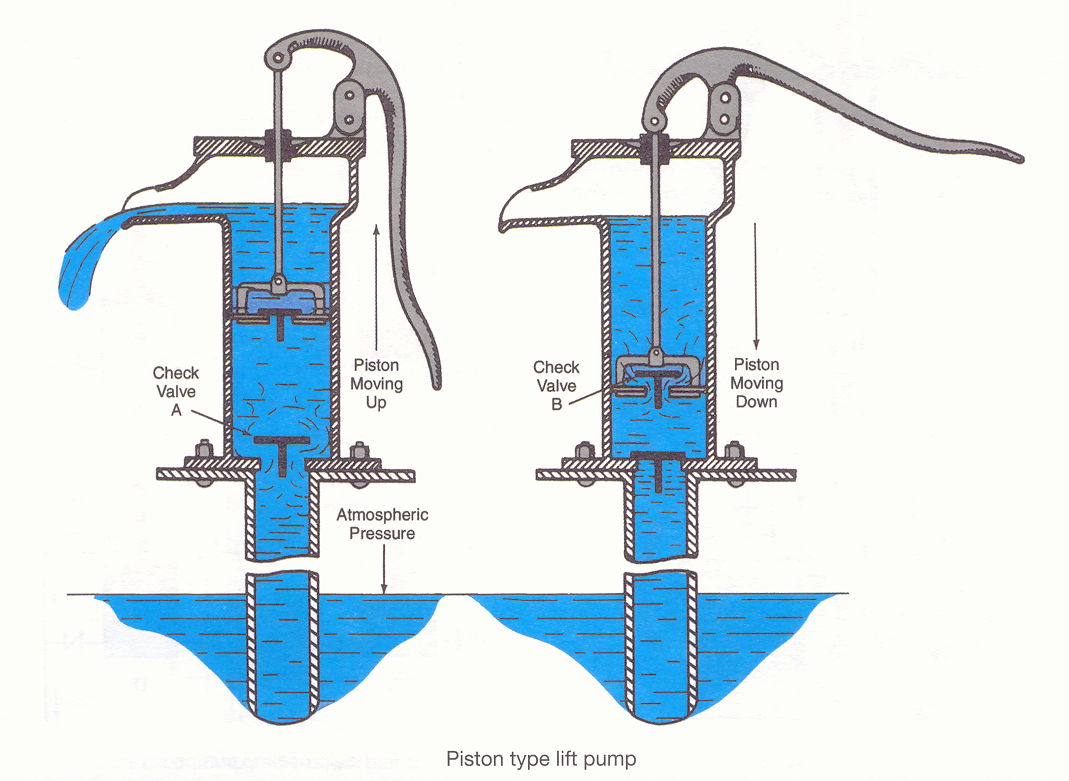 Check
Valve
A
Piston
Moving
Up
Atmospheric
Pressure
Check
Valve
B
Piston
Moving
Down
Piston type lift pump